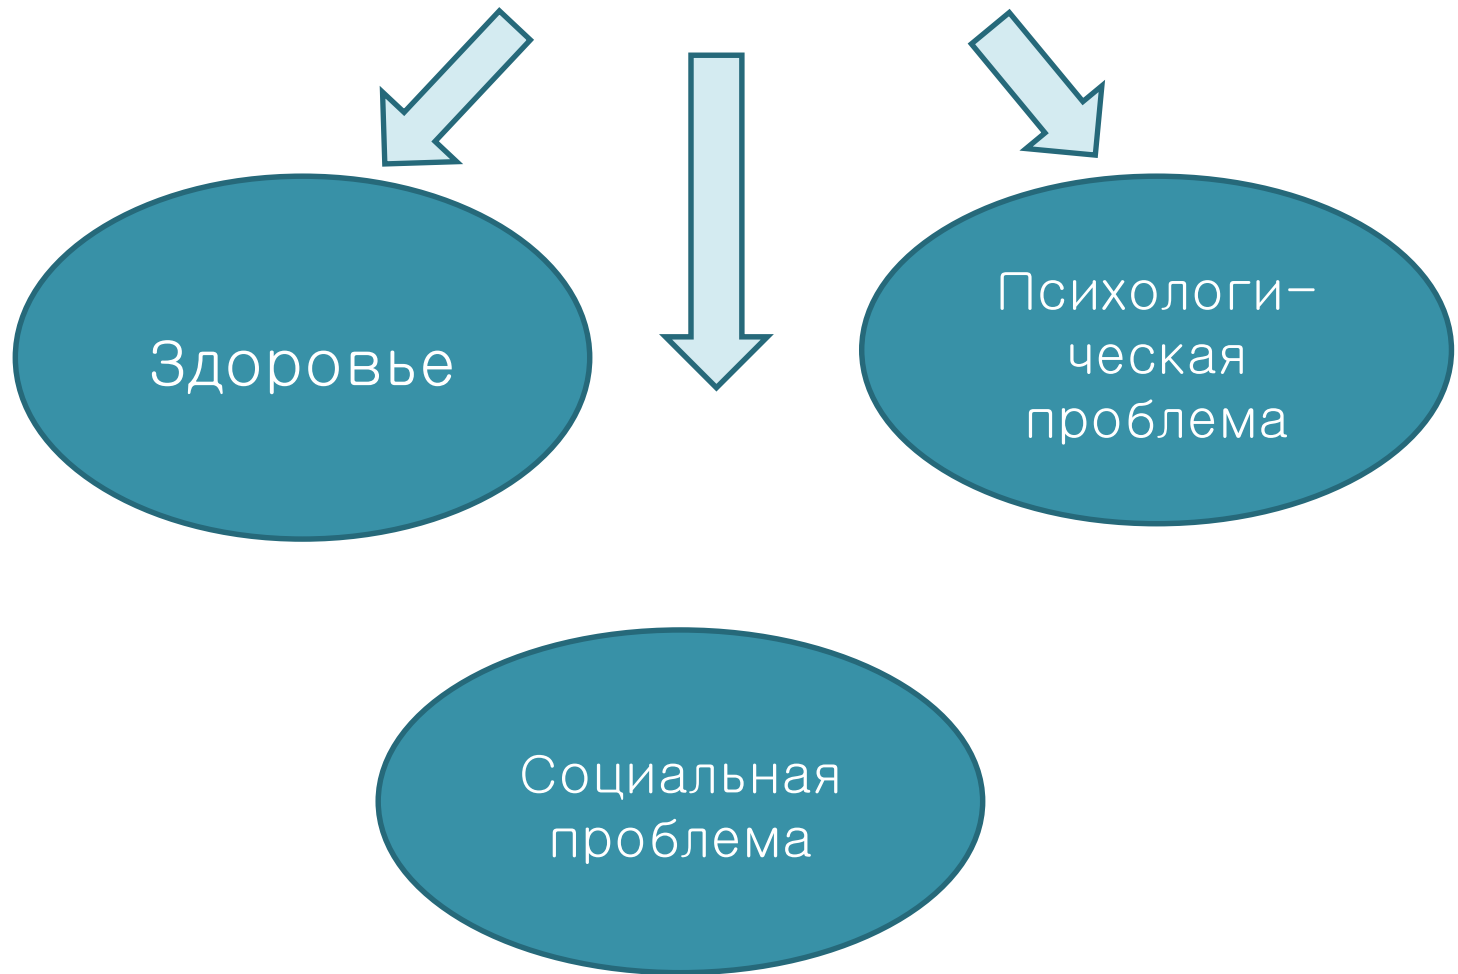 Здоровье
Психологи-
ческая
проблема
Социальная
проблема